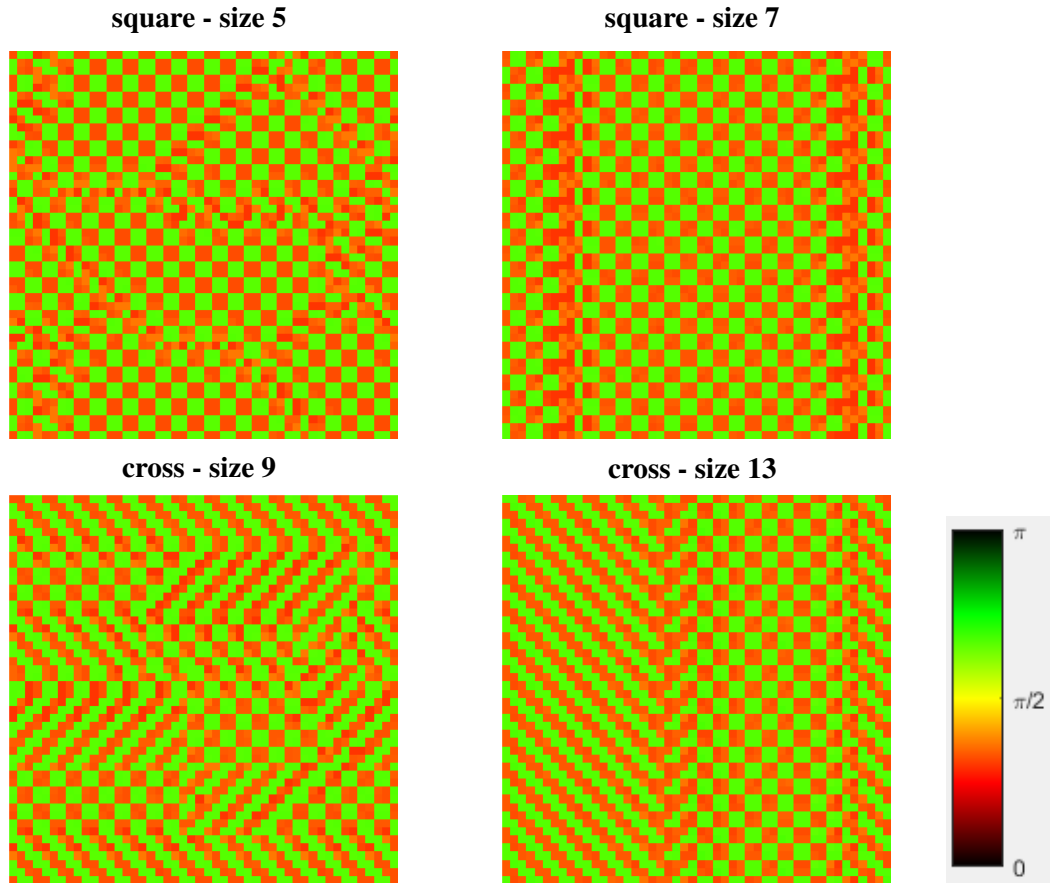 square - size 5
square - size 7
cross - size 9
cross - size 13
π
π/2
0